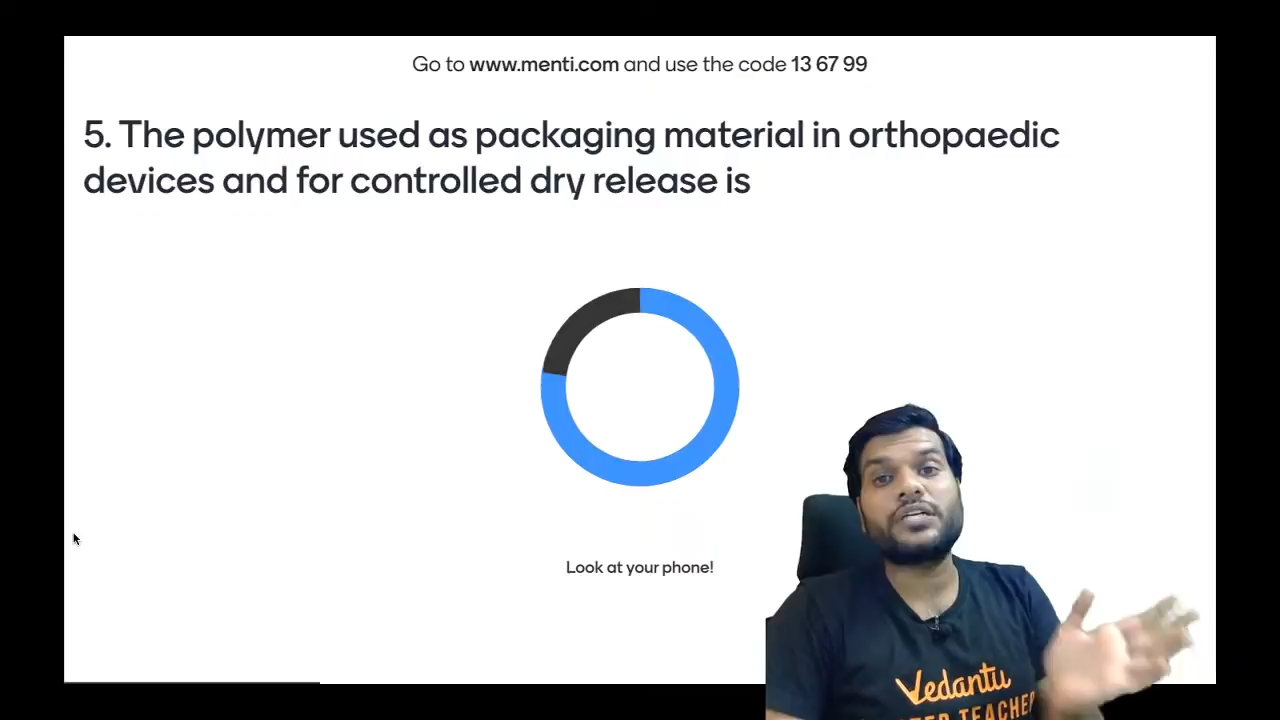 Go to www.menti.com and use the code 13 67 99
5. The polymer used as packaging material in orthopaedic
devices and for controlled dry release is
Look at your phone!
Vedantu
TEACHER